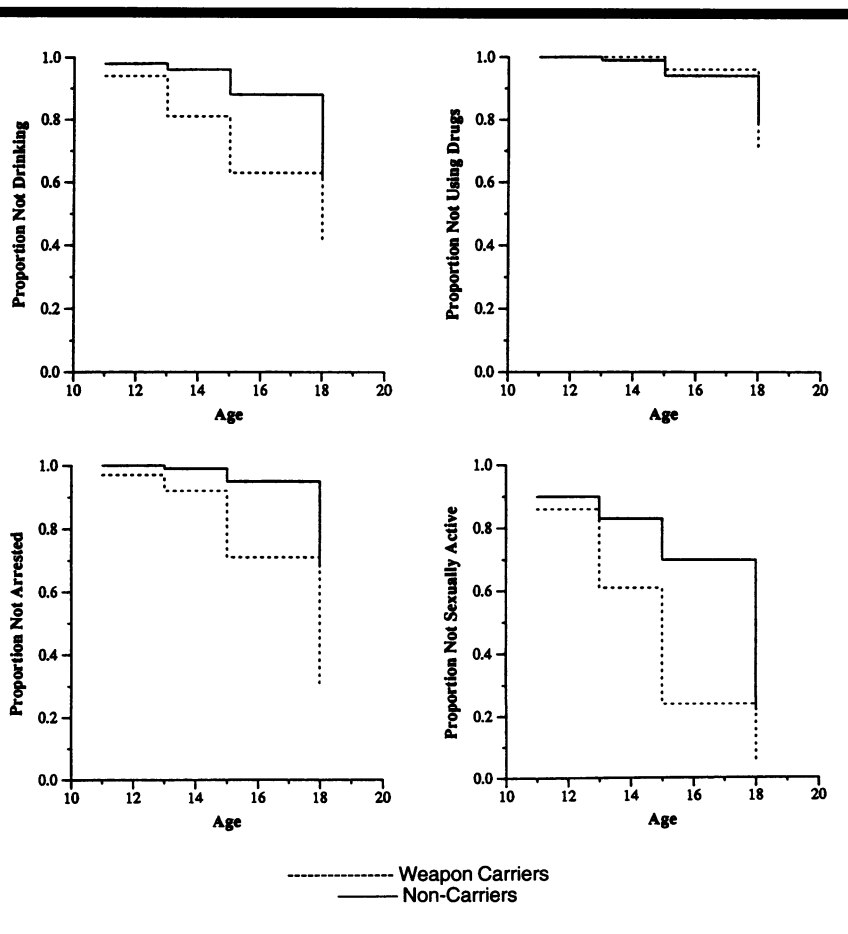 Proportion Not Drinking
1.0
0.8
0.6
0.4
0.2
0.0
10 12 14 16 18 20
Age
Proportion Not Using Drugs
1.0
0.8
0.6
0.4
0.2
0.0
10 12 14 16 18 20
Age
Proportion Not Arrested
1.0
0.8
0.6
0.4
0.2
0.0
10 12 14 16 18 20
Age
Proportion Not Sexually Active
1.0
0.8
0.6
0.4
0.2
0.0
10 12 14 16 18 20
Age
Weapon Carriers
Non-Carriers